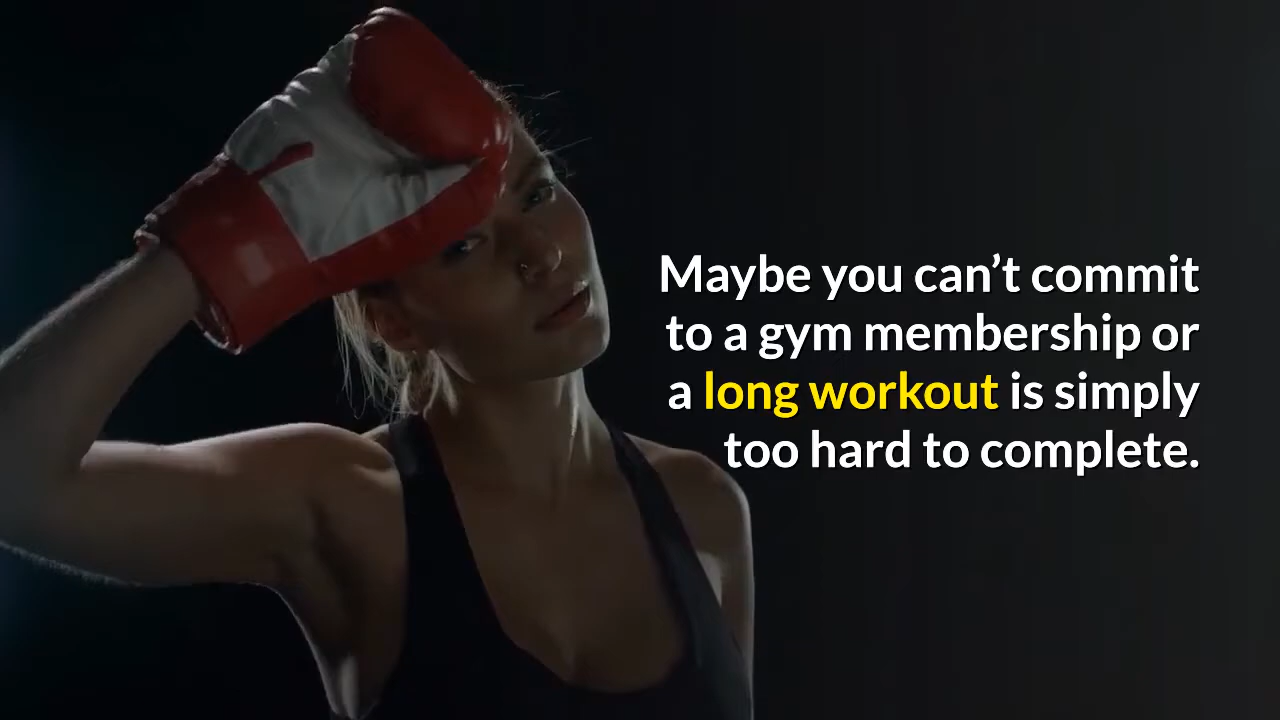 Maybe you can’t commit
to a gym membership or
a long workout is simply
too hard to complete.